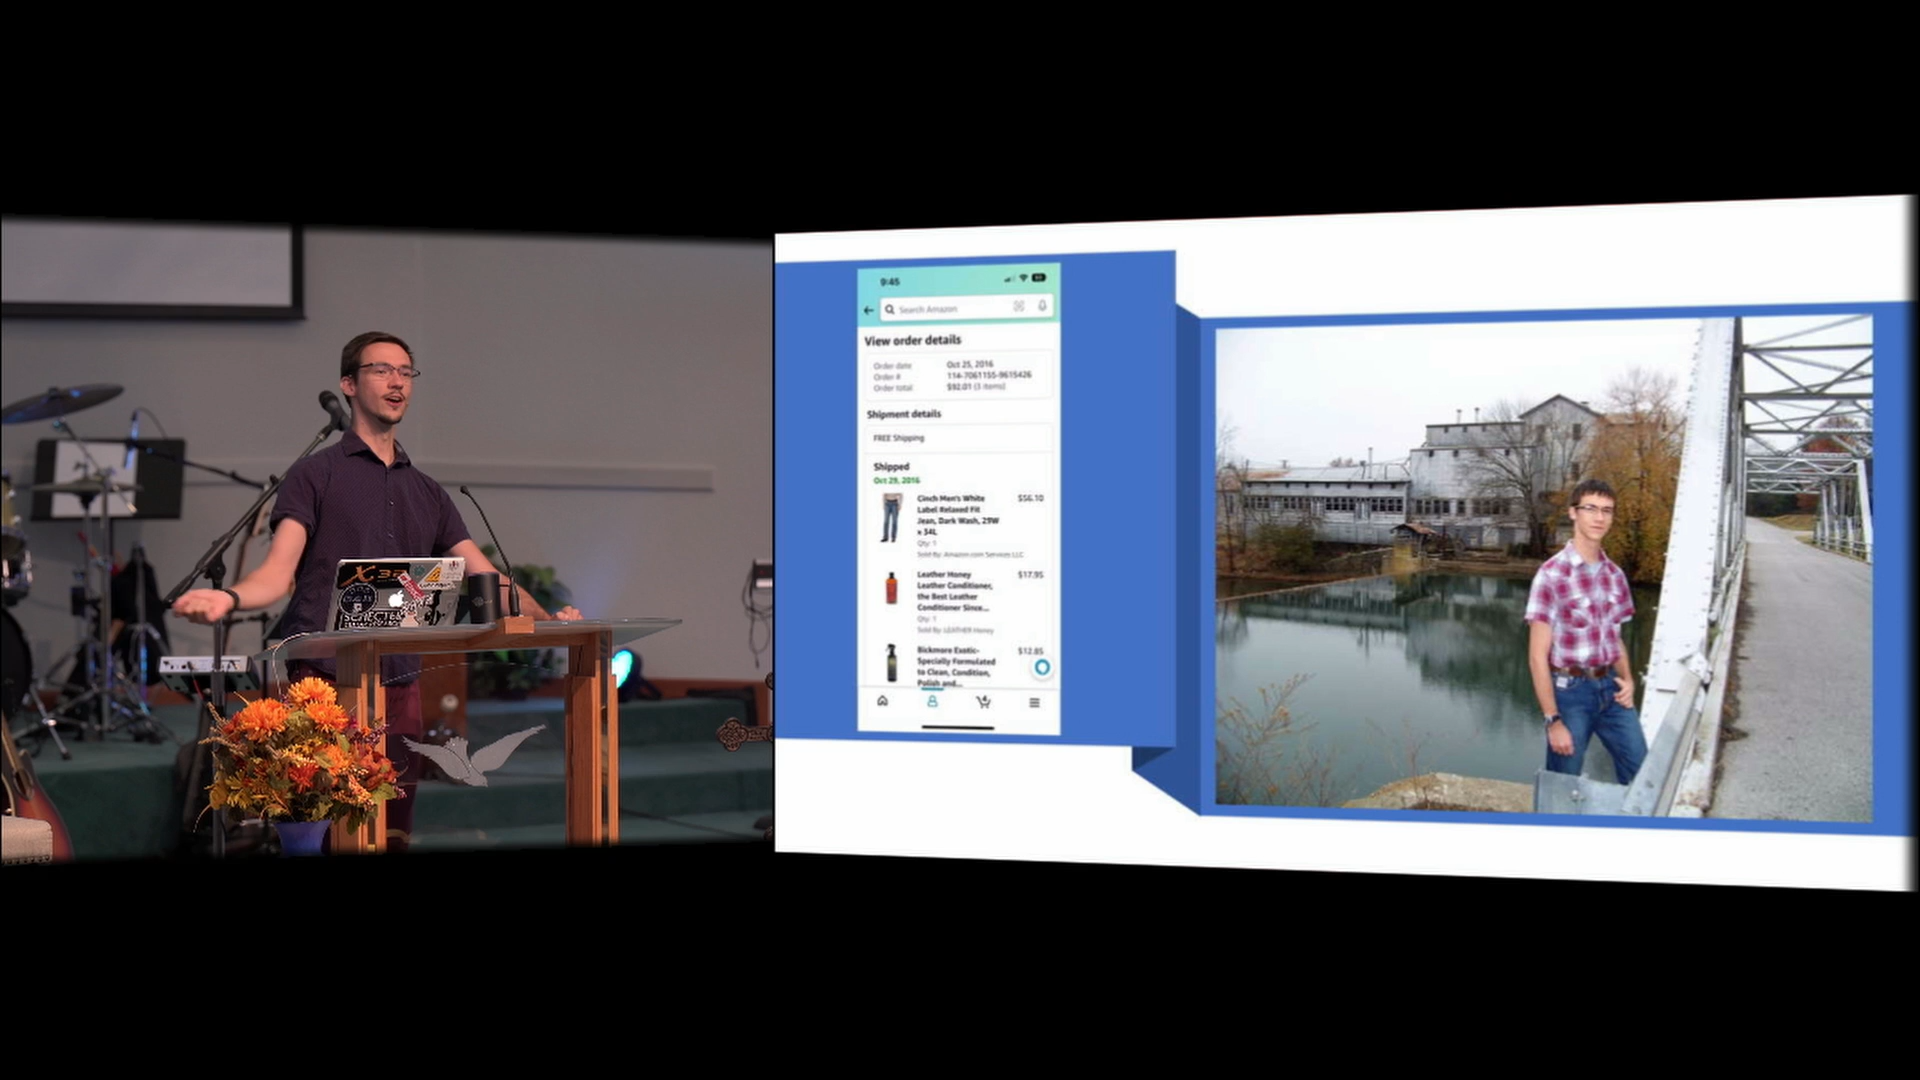 9:45
Search Amazon
View order details
Order date Oct 25, 2016
Order # 114-7061155-9615426
Order total $92.01 (3 items)
Shipment details
FREE Shipping
Shipped
Oct 29, 2016
Cinch Men's White $56.10
Label Relaxed Fit
Jean, Dark Wash, 29W
x 34L
Qty: 1
Sold By: Amazon.com Services LLC
Leather Honey $17.95
Leather Conditioner,
the Best Leather
Conditioner Since...
Qty: 1
Sold By: LEATHER Honey
Bickmore Exotic- $12.85
Specially Formulated
to Clean, Condition,
Polish and...